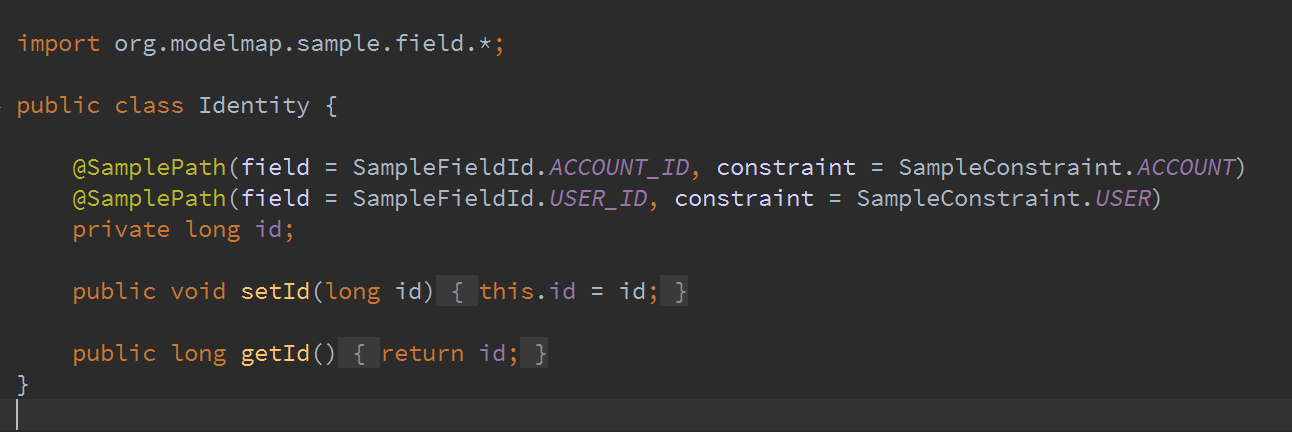 import org.modelmap.sample.field.*;
public class Identity {
@SamplePath(field = SampleFieldId.ACCOUNT_ID, constraint = SampleConstraint.ACCOUNT)
@SamplePath(field = SampleFieldId.USER_ID, constraint = SampleConstraint.USER)
private long id;
public void setId(long id) { this.id = id; }
public long getId() { return id; }
}